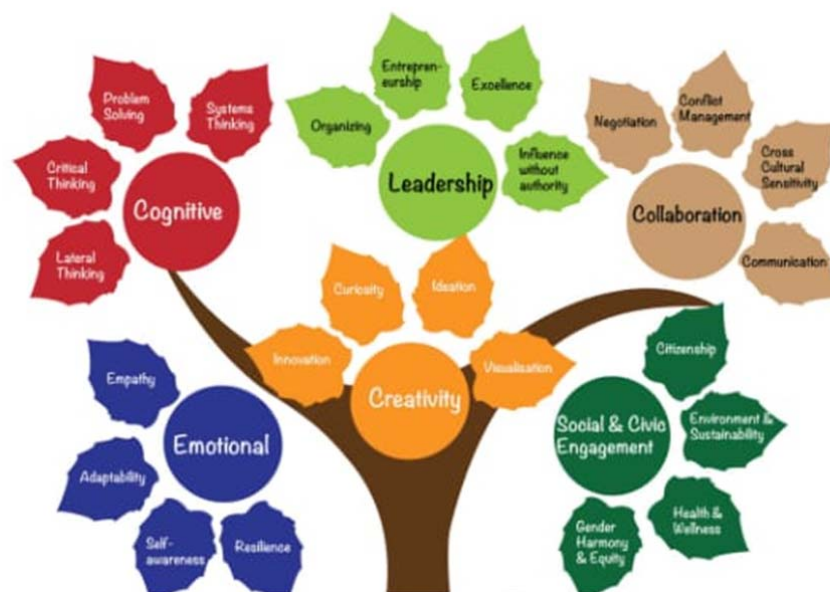 Problem
Solving
Systems
Thinking
Critical
Thinking
Cognitive
Lateral
Thinking
Entrepren-
eurship
Excellence
Organizing
Influence
without
authority
Leadership
Negotiation
Conflict
Management
Cross
Cultural
Sensitivity
Collaboration
Communication
Curiosity
Ideation
Innovation
Visualisation
Creativity
Empathy
Emotional
Adaptability
Self-
awareness
Resilience
Citizenship
Social & Civic
Engagement
Environment &
Sustainability
Health &
Wellness
Gender
Harmony
& Equity